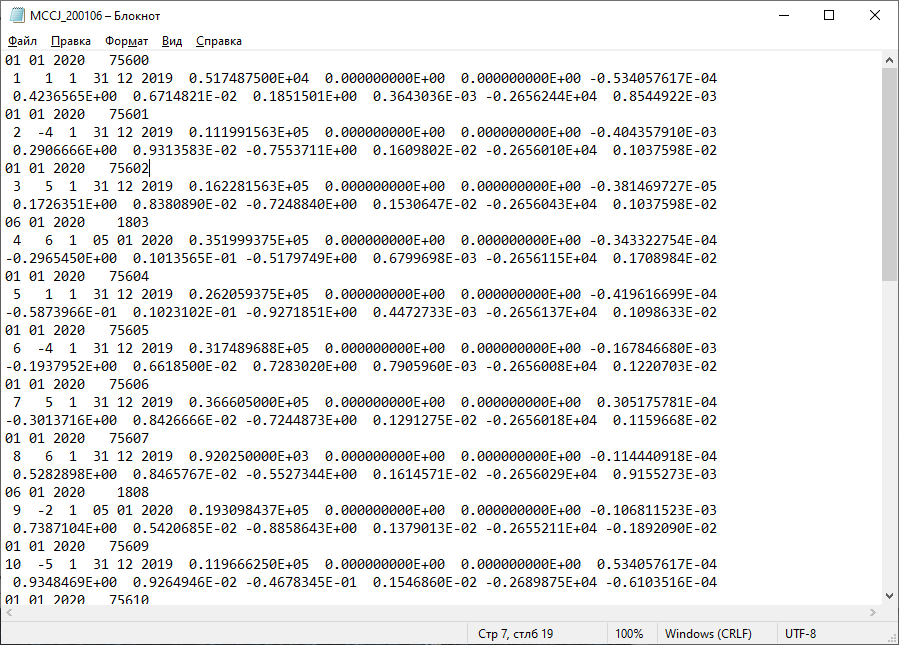 MCCJ_200106 – Блокнот
Файл Правка Формат Вид Справка
01 01 2020   75600
 1   1  1  31 12 2019  0.517487500E+04  0.000000000E+00  0.000000000E+00 -0.534057617E-04
 0.4236565E+00  0.6714821E-02  0.1851501E+00  0.3643036E-03 -0.2656244E+04  0.8544922E-03
01 01 2020   75601
 2  -4  1  31 12 2019  0.111991563E+05  0.000000000E+00  0.000000000E+00 -0.404357910E-03
 0.2906666E+00  0.9313583E-02 -0.7553711E+00  0.1609802E-02 -0.2656010E+04  0.1037598E-02
01 01 2020   75602
 3   5  1  31 12 2019  0.162281563E+05  0.000000000E+00  0.000000000E+00 -0.381469727E-05
 0.1726351E+00  0.8380890E-02 -0.7248840E+00  0.1530647E-02 -0.2656043E+04  0.1037598E-02
06 01 2020    1803
 4   6  1  05 01 2020  0.351999375E+05  0.000000000E+00  0.000000000E+00 -0.343322754E-04
-0.2965450E+00  0.1013565E-01 -0.5179749E+00  0.6799698E-03 -0.2656115E+04  0.1708984E-02
01 01 2020   75604
 5   1  1  31 12 2019  0.262059375E+05  0.000000000E+00  0.000000000E+00 -0.419616699E-04
-0.5873966E-01  0.1023102E-01 -0.9271851E+00  0.4472733E-03 -0.2656137E+04  0.1098633E-02
01 01 2020   75605
 6  -4  1  31 12 2019  0.317489688E+05  0.000000000E+00  0.000000000E+00 -0.167846680E-03
-0.1937952E+00  0.6618500E-02  0.7283020E+00  0.7905960E-03 -0.2656008E+04  0.1220703E-02
01 01 2020   75606
 7   5  1  31 12 2019  0.366605000E+05  0.000000000E+00  0.000000000E+00  0.305175781E-04
-0.3013716E+00  0.8426666E-02 -0.7244873E+00  0.1291275E-02 -0.2656018E+04  0.1159668E-02
01 01 2020   75607
 8   6  1  31 12 2019  0.920250000E+03  0.000000000E+00  0.000000000E+00 -0.114440918E-04
 0.5282898E+00  0.8465767E-02 -0.5527344E+00  0.1614571E-02 -0.2656029E+04  0.9155273E-03
06 01 2020    1808
 9  -2  1  05 01 2020  0.193098437E+05  0.000000000E+00  0.000000000E+00 -0.106811523E-03
 0.7387104E+00  0.5420685E-02 -0.8858643E+00  0.1379013E-02 -0.2655211E+04 -0.1892090E-02
01 01 2020   75609
10  -5  1  31 12 2019  0.119666250E+05  0.000000000E+00  0.000000000E+00  0.534057617E-04
 0.9348469E+00  0.9264946E-02 -0.4678345E-01  0.1546860E-02 -0.2689875E+04 -0.6103516E-04
01 01 2020   75610
Стр 7, стлб 19 100% Windows (CRLF) UTF-8